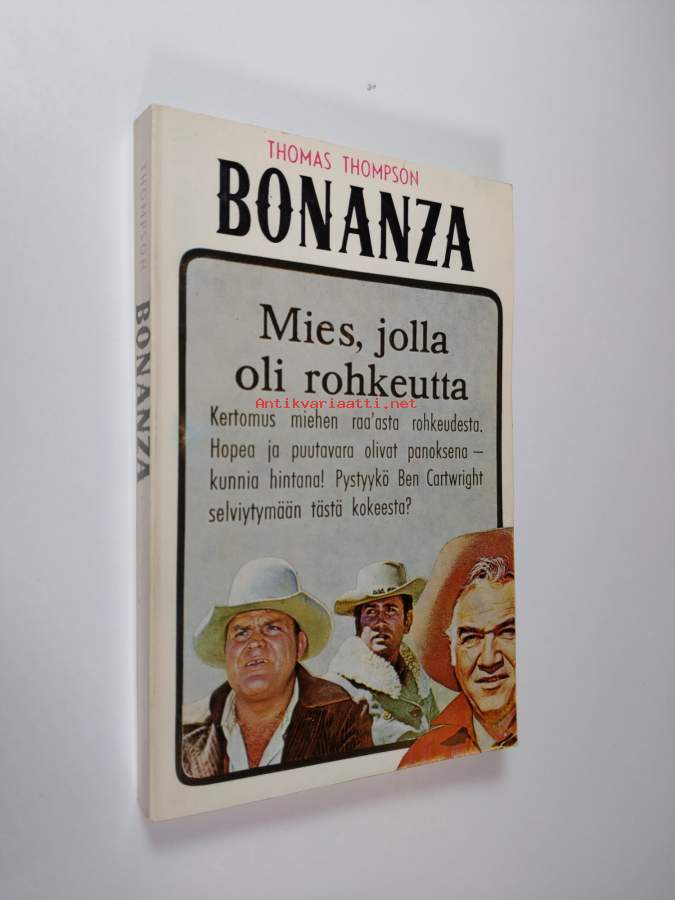 THOMAS THOMPSON
BONANZA
Mies, jolla
oli rohkeutta
Antikvariaatti.net
Kertomus miehen raa'asta rohkeudesta.
Hopea ja puutavara olivat panoksena –
kunnia hintana! Pystyykö Ben Cartwright
selviytymään tästä kokeesta?
THOMPSON
BONANZA